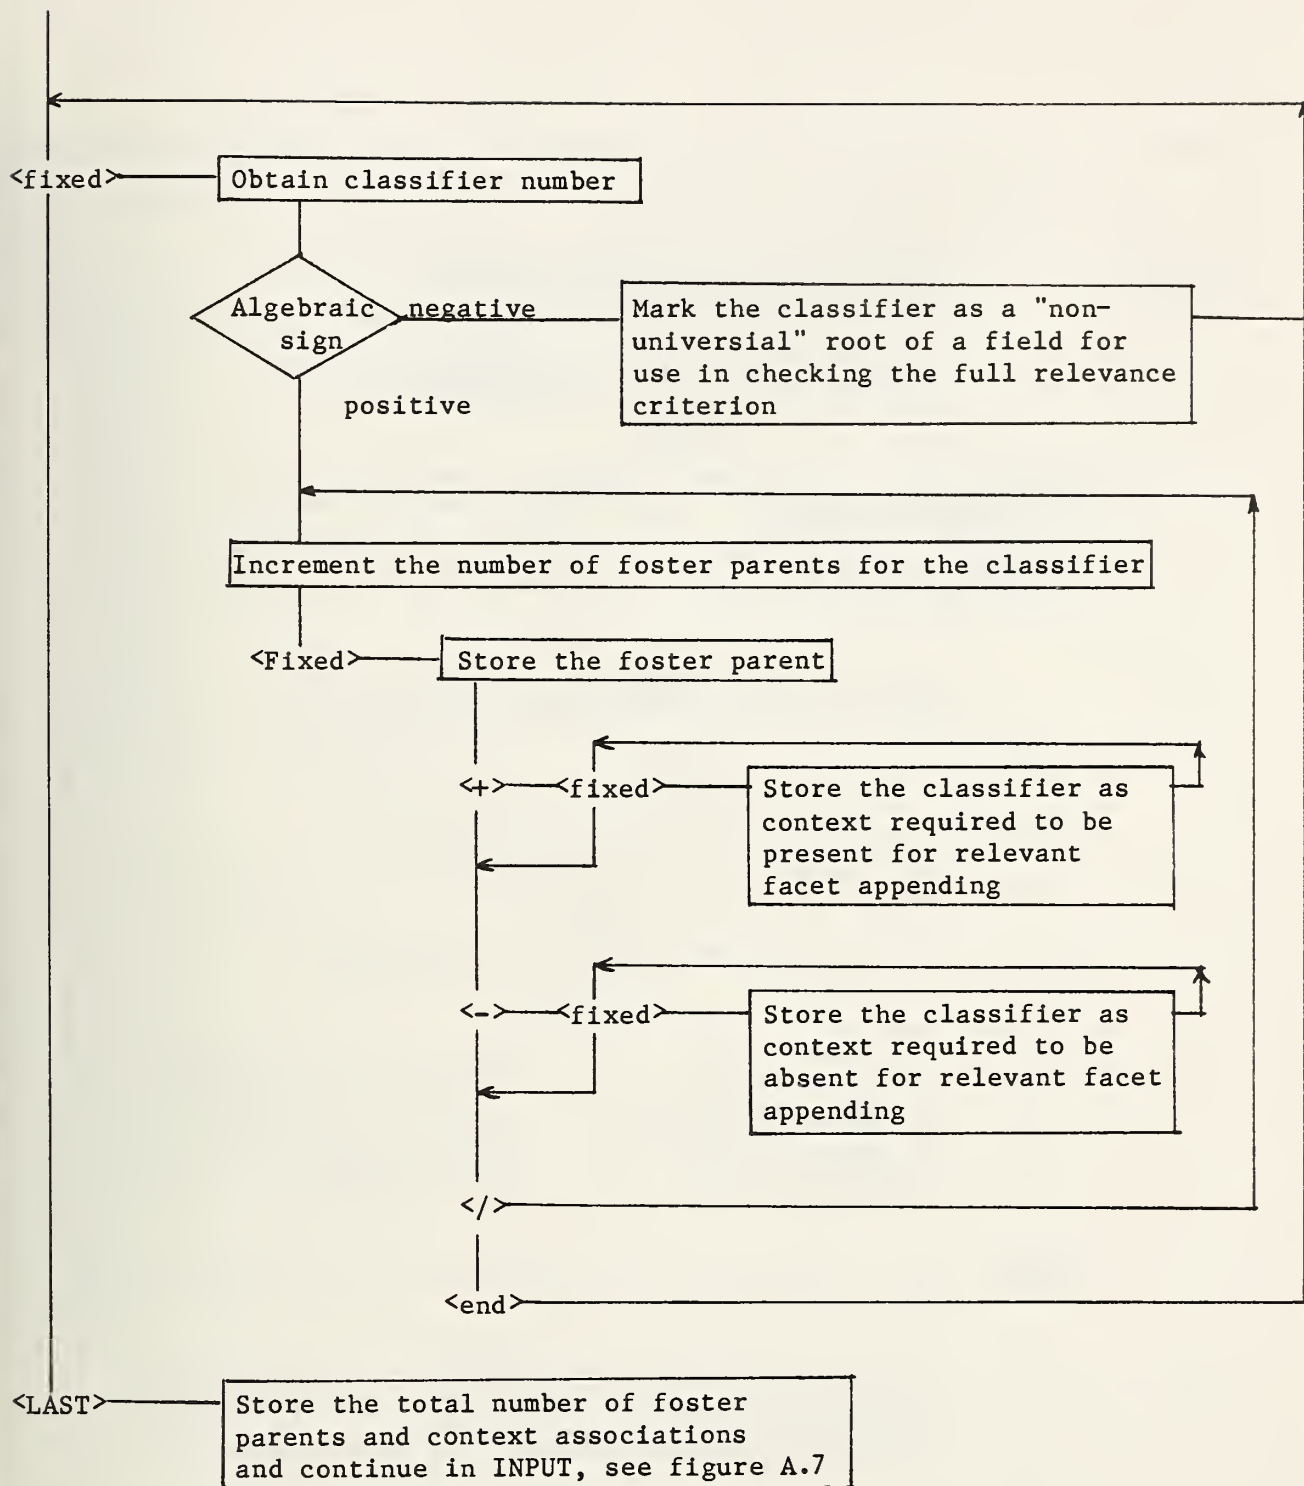 <fixed>
Obtain classifier number
Algebraic
sign
negative
Mark the classifier as a "non-
universial" root of a field for
use in checking the full relevance
criterion
positive
Increment the number of foster parents for the classifier
<Fixed>
Store the foster parent
<+>
<fixed>
Store the classifier as
context required to be
present for relevant
facet appending
<->
<fixed>
Store the classifier as
context required to be
absent for relevant facet
appending
</>
<end>
<LAST>
Store the total number of foster
parents and context associations
and continue in INPUT, see figure A.7